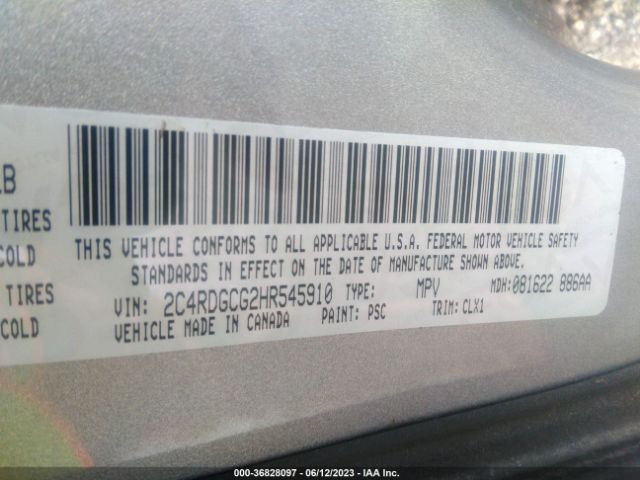 LB
TIRES
COLD
TIRES
COLD
THIS VEHICLE CONFORMS TO ALL APPLICABLE U.S.A. FEDERAL MOTOR VEHICLE SAFETY
STANDARDS IN EFFECT ON THE DATE OF MANUFACTURE SHOWN ABOVE.
VIN: 2C4RDGCG2HR545910 TYPE: MPV MDH:081622 886AA
VEHICLE MADE IN CANADA PAINT: PSC TRIM: CLX1
000-36828097 - 06/12/2023 - IAA Inc.